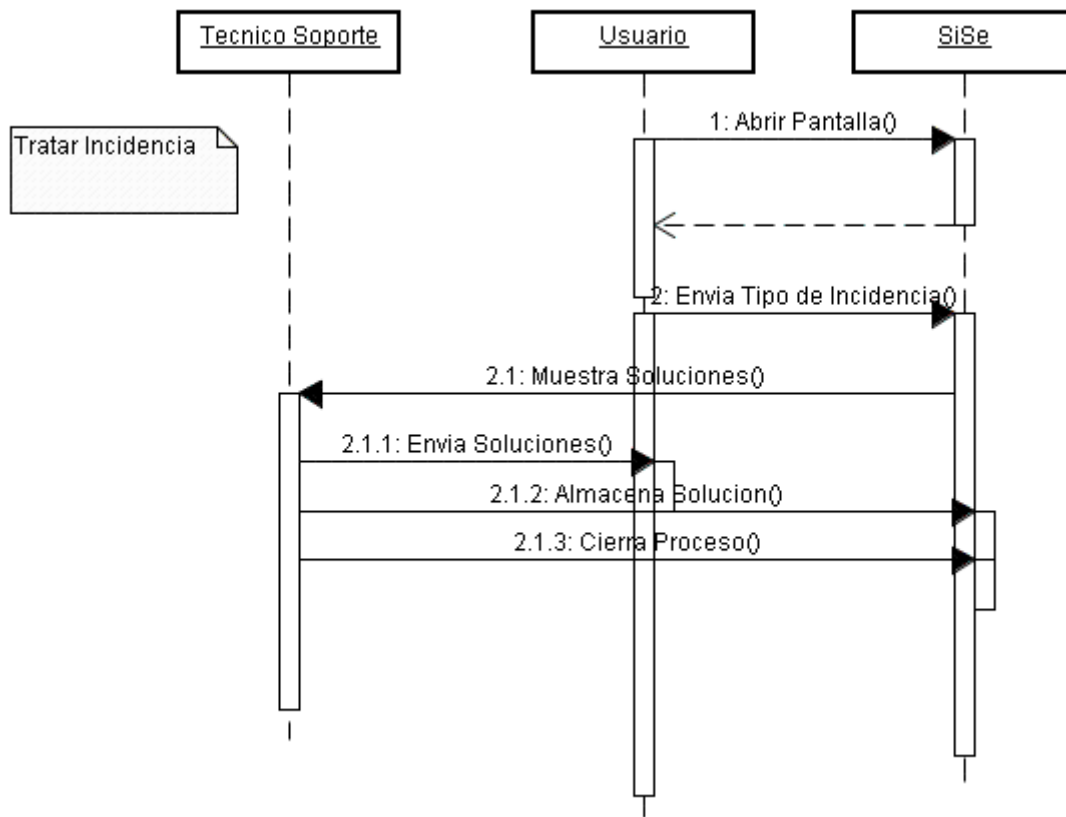 Tecnico Soporte
Usuario
SiSe
Tratar Incidencia
1: Abrir Pantalla()
2: Envia Tipo de Incidencia()
2.1: Muestra Soluciones()
2.1.1: Envia Soluciones()
2.1.2: Almacena Solucion()
2.1.3: Cierra Proceso()